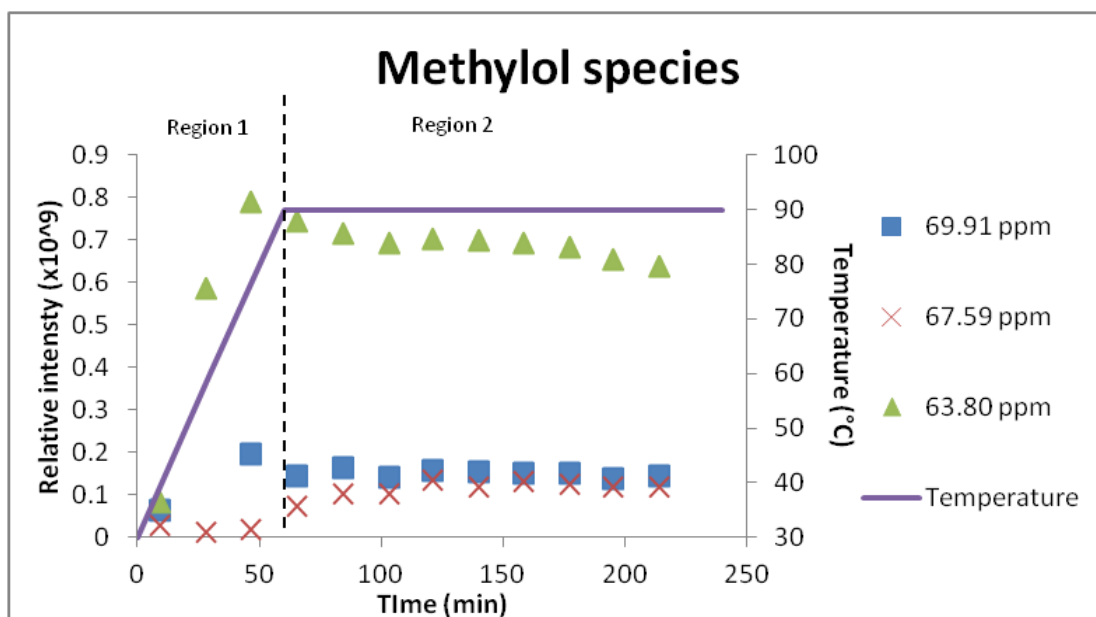 Methylol species
Region 1
Region 2
0.9
0.8
0.7
0.6
0.5
0.4
0.3
0.2
0.1
0
Relative intensty (x10^9)
100
90
80
70
60
50
40
30
Temperature (°C)
0
50
100
150
200
250
TIme (min)
69.91 ppm
67.59 ppm
63.80 ppm
Temperature